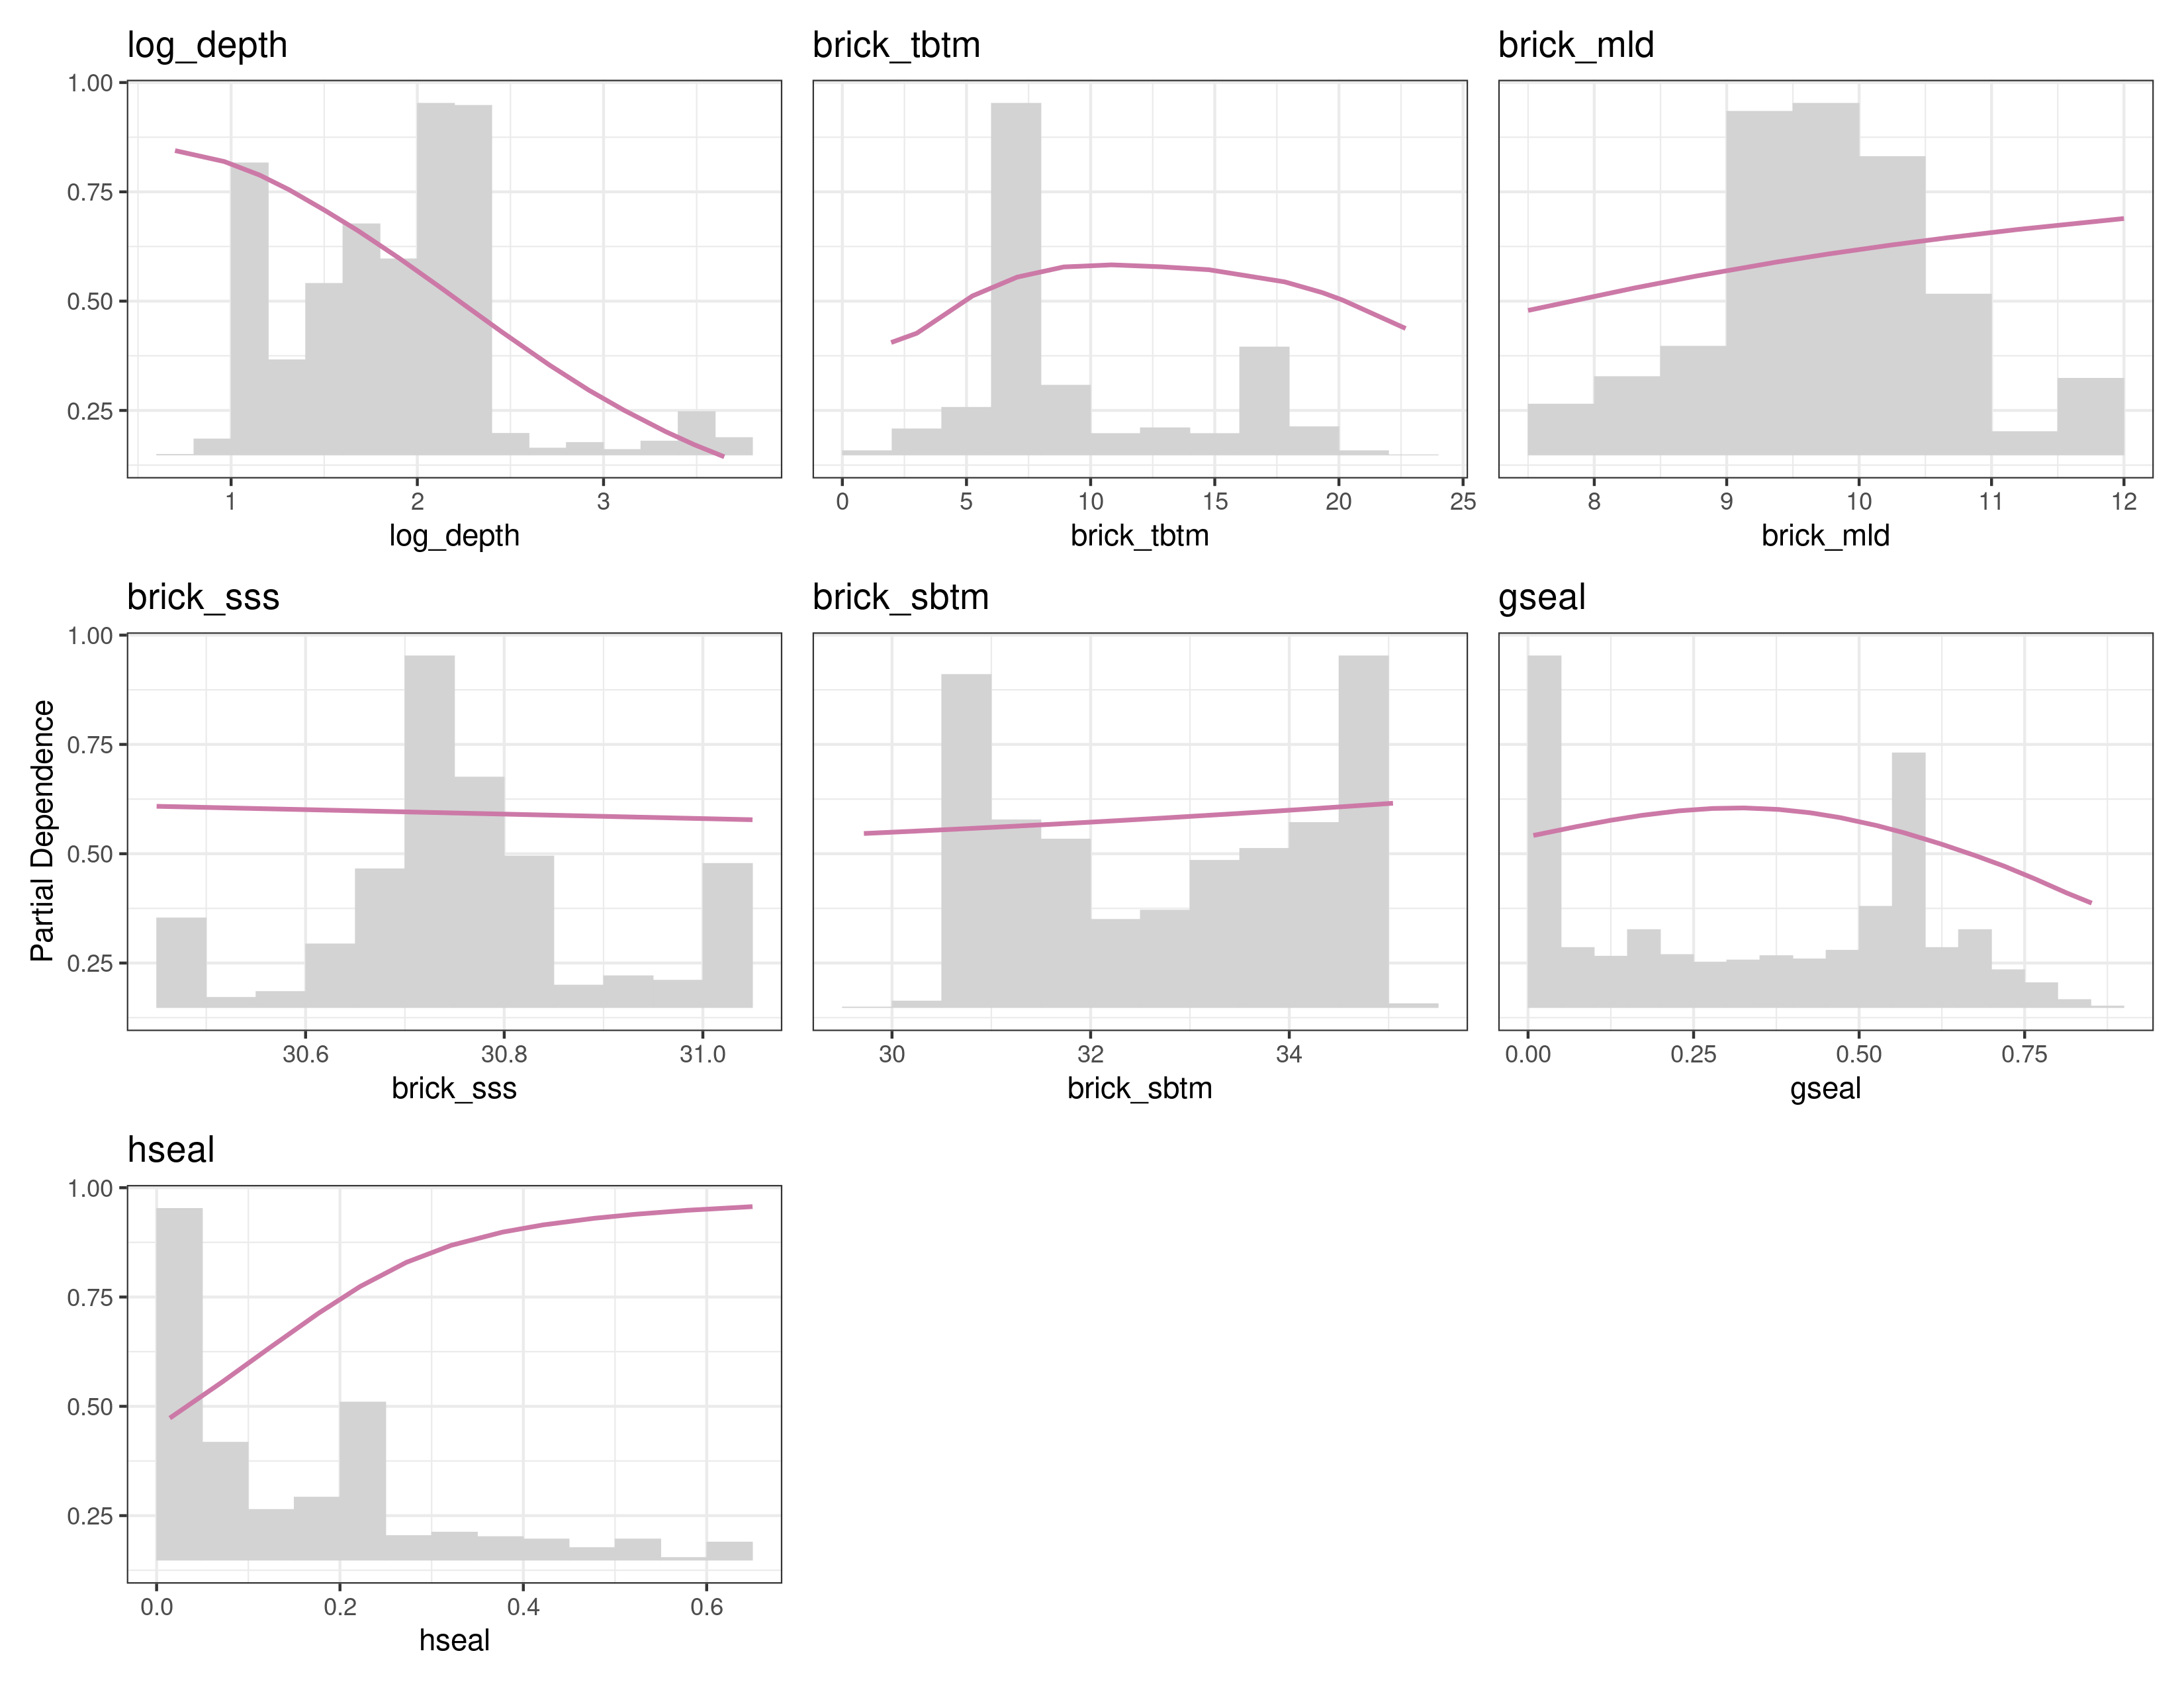 log_depth
brick_tbtm
brick_mld
1.00
0.75
0.50
0.25
1 2 3
0 5 10 15 20 25
8 9 10 11 12
log_depth
brick_tbtm
brick_mld
brick_sss
brick_sbtm
gseal
Partial Dependence
1.00
0.75
0.50
0.25
30.6 30.8 31.0
30 32 34
0.00 0.25 0.50 0.75
brick_sss
brick_sbtm
gseal
hseal
1.00
0.75
0.50
0.25
0.0 0.2 0.4 0.6
hseal